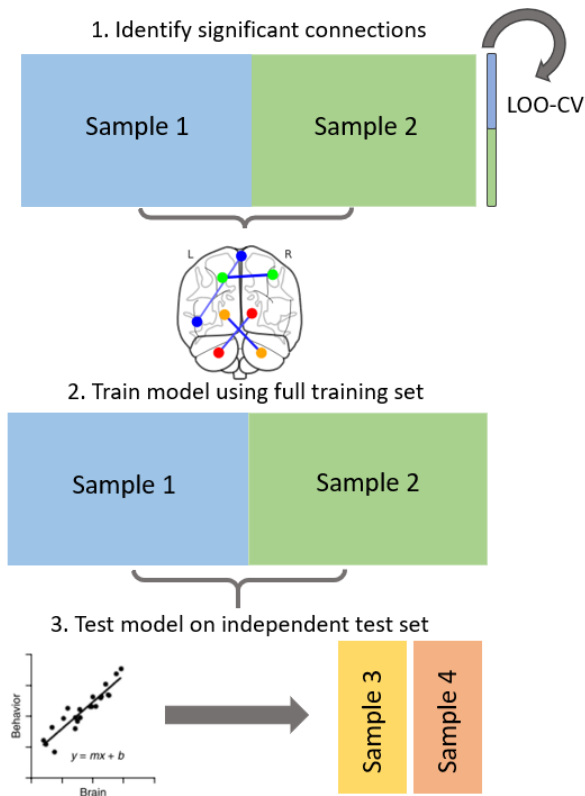 1. Identify significant connections
Sample 1
Sample 2
LOO-CV
L
R
2. Train model using full training set
Sample 1
Sample 2
3. Test model on independent test set
Behavior
y = mx + b
Brain
Sample 3
Sample 4